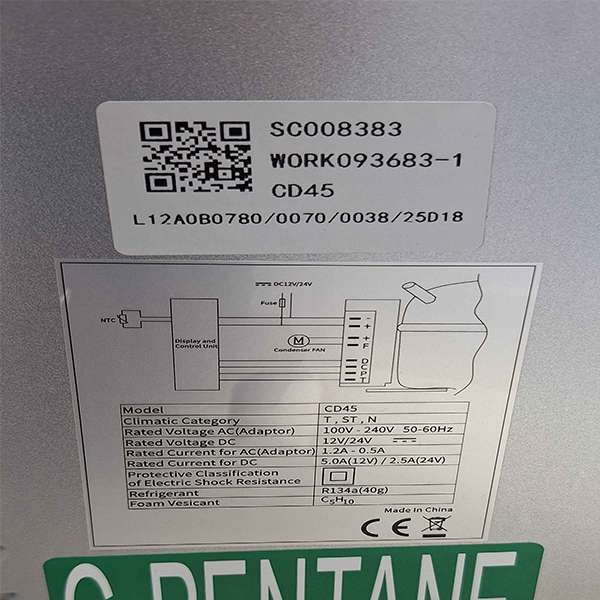 SC008383
WORK093683-1
CD45
L12A0B0780/0070/0038/25D18
DC12V/24V
Fuse
NTC
Display and
Control Unit
M
Condenser FAN
-
+
+
F
D
C
P
T
Model CD45
Climatic Category T , ST , N
Rated Voltage AC(Adaptor) 100V - 240V 50-60Hz
Rated Voltage DC 12V/24V
Rated Current for AC(Adaptor) 1.2A - 0.5A
Rated Current for DC 5.0A(12V) / 2.5A(24V)
Protective Classification
of Electric Shock Resistance
Refrigerant R134a(40g)
Foam Vesicant C5H10
Made In China
CE
C-PENTANE